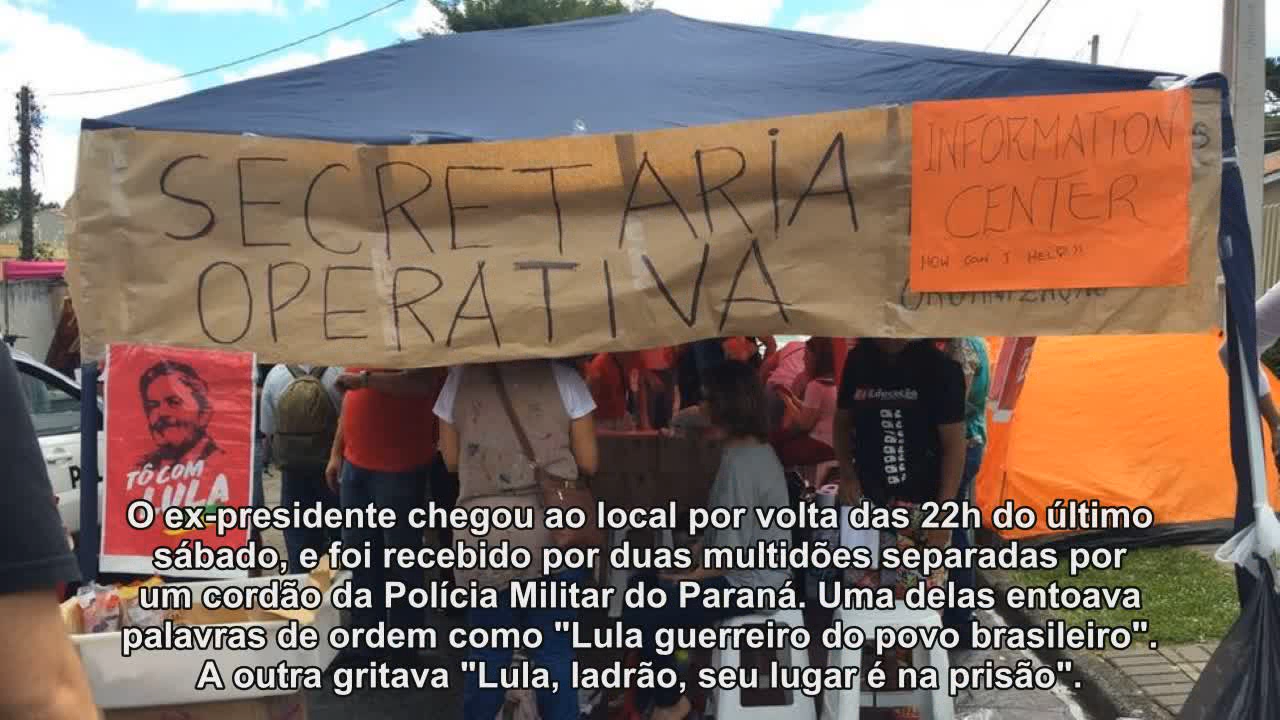 SECRETARIA
OPERATIVA
INFORMATION
CENTER
HOW CAN I HELP??
TÔ COM
LULA
Educação
O ex-presidente chegou ao local por volta das 22h do último
sábado, e foi recebido por duas multidões separadas por
um cordão da Polícia Militar do Paraná. Uma delas entoava
palavras de ordem como "Lula guerreiro do povo brasileiro".
A outra gritava "Lula, ladrão, seu lugar é na prisão".